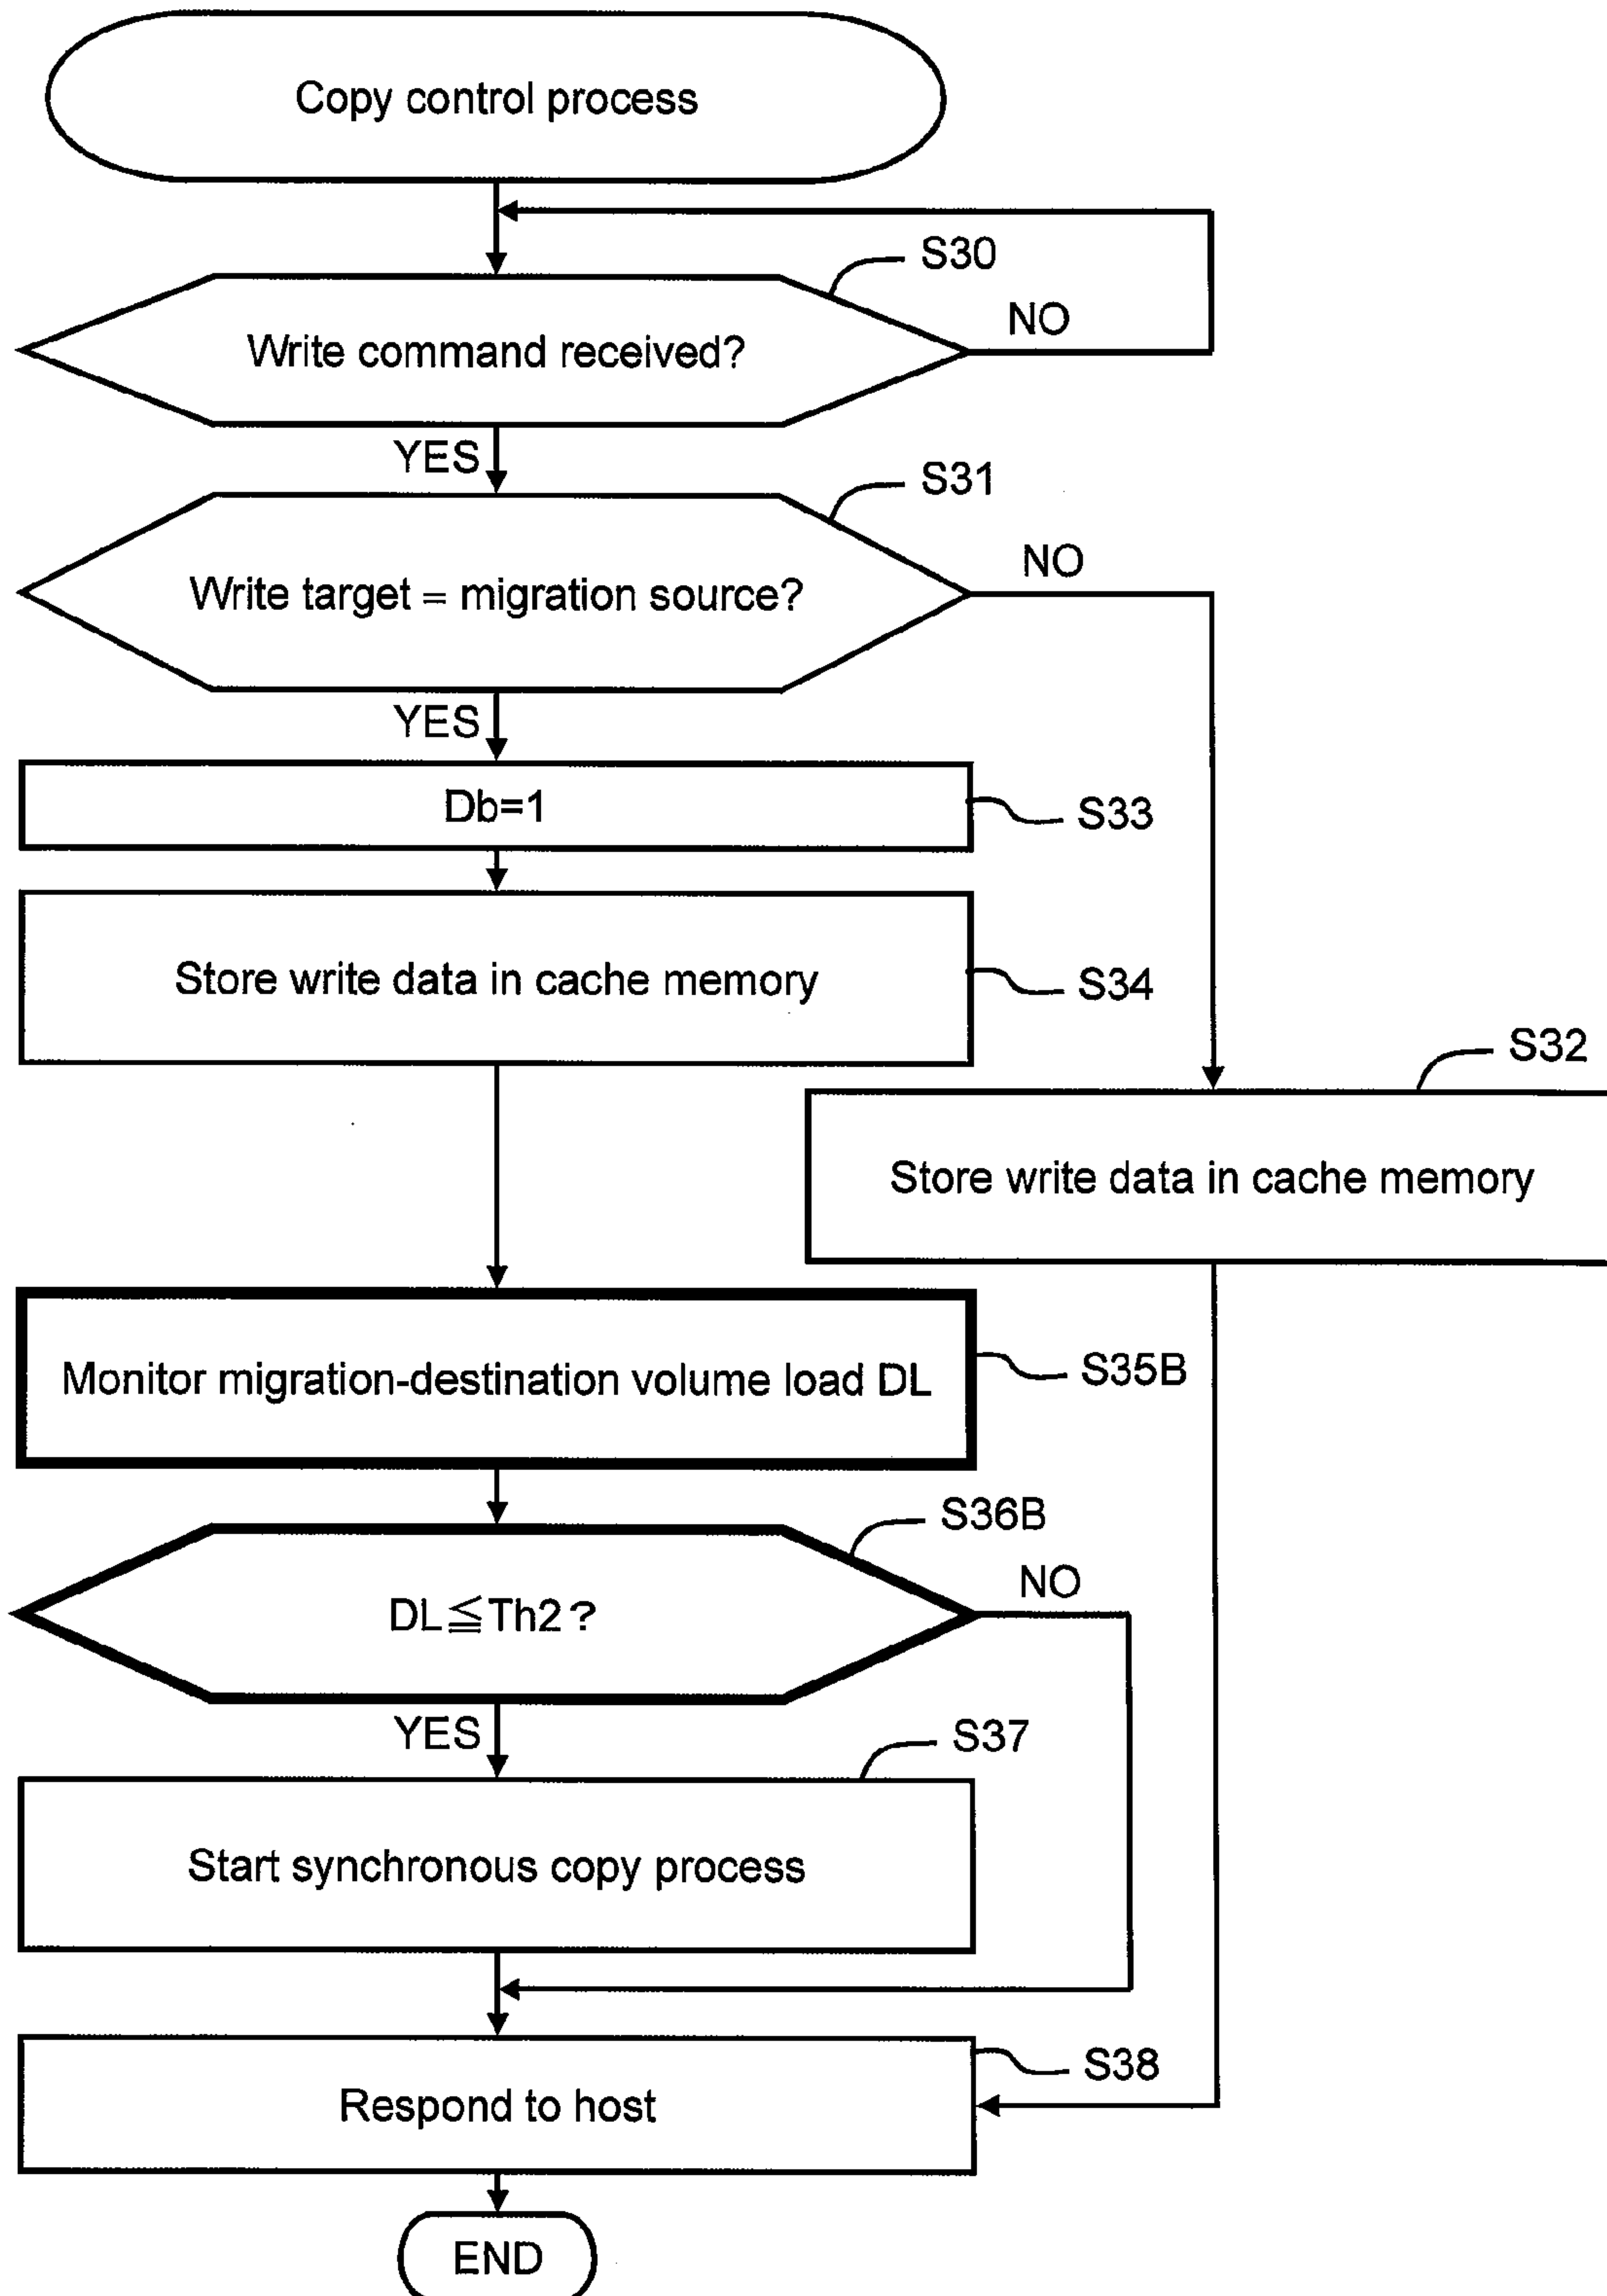 Copy control process
S30
Write command received?
NO
YES
S31
Write target = migration source?
NO
YES
Db=1
S33
Store write data in cache memory
S34
S32
Store write data in cache memory
Monitor migration-destination volume load DL
S35B
S36B
DL≦Th2?
NO
YES
S37
Start synchronous copy process
Respond to host
S38
END